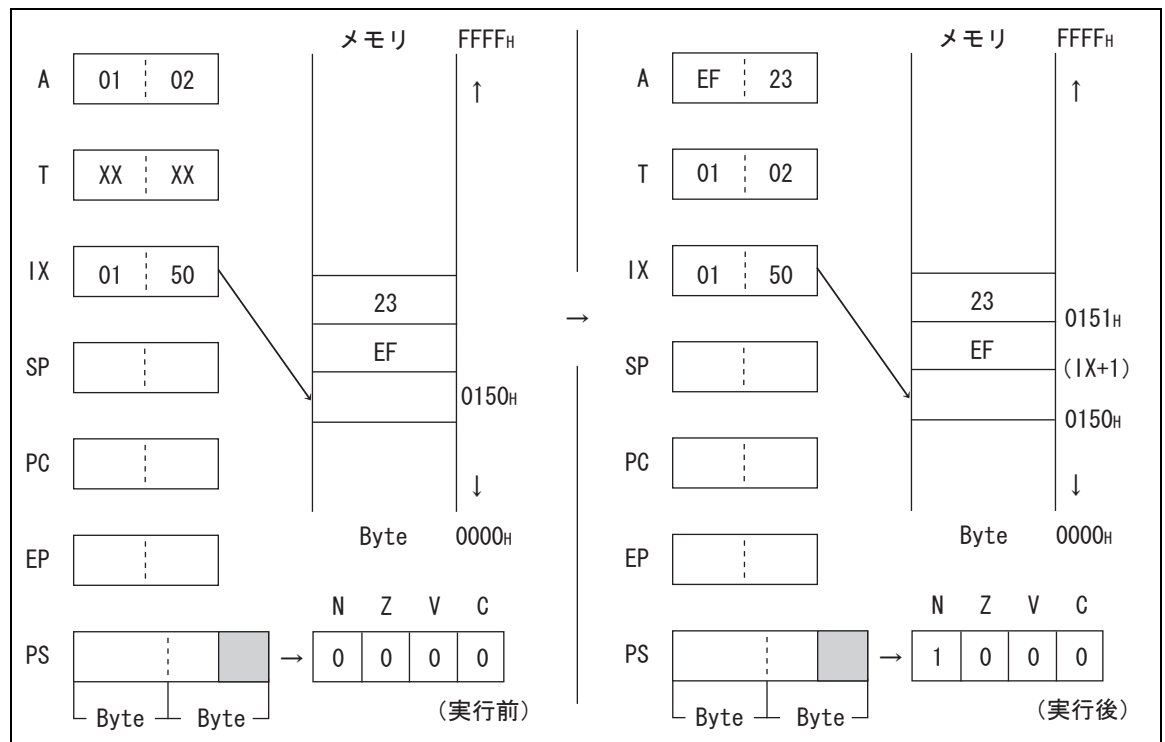 メモリ FFFFH
A 01 02
↑
T XX XX
IX 01 50
23
EF
SP
0150H
PC
↓
Byte 0000H
EP
N Z V C
PS → 0 0 0 0
Byte Byte
(実行前)
→
メモリ FFFFH
A EF 23
↑
T 01 02
IX 01 50
23
0151H
EF
SP
(IX+1)
0150H
PC
↓
Byte 0000H
EP
N Z V C
PS → 1 0 0 0
Byte Byte
(実行後)